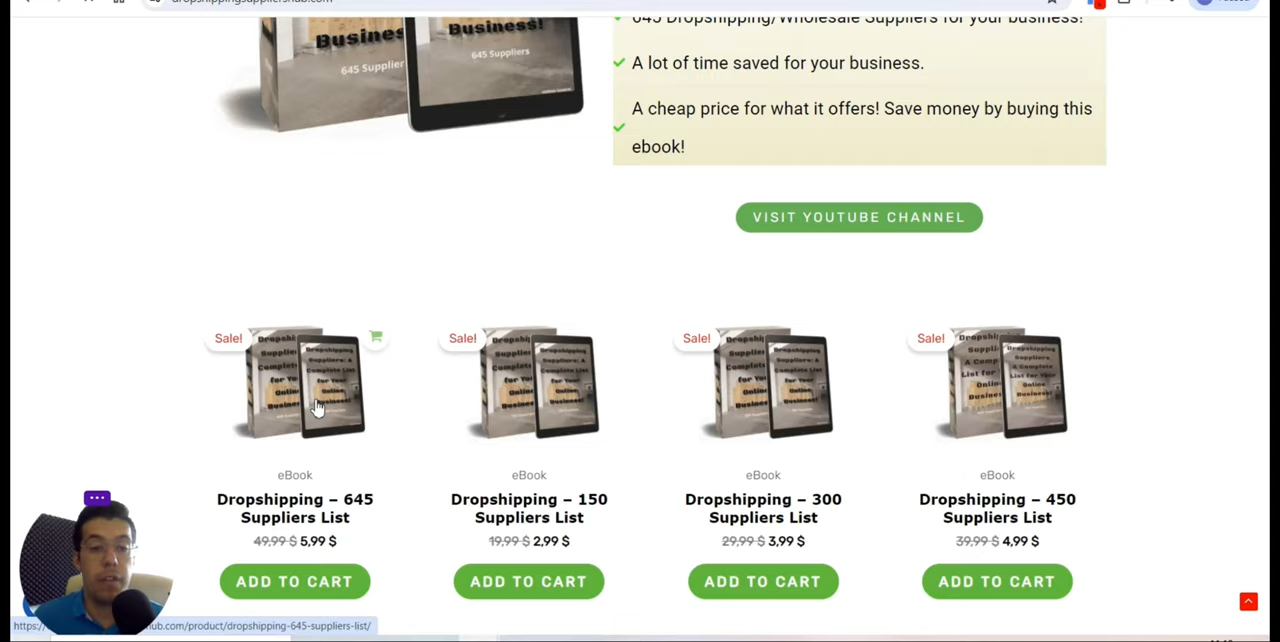 dropshippingsuppliershub.com
Busines
Business!
645 Supplier
645 Suppliers
645 Dropshipping/Wholesale Suppliers for your business!
A lot of time saved for your business.
A cheap price for what it offers! Save money by buying this
ebook!
VISIT YOUTUBE CHANNEL
Sale!
Sale!
Sale!
Sale!
eBook
eBook
eBook
eBook
Dropshipping – 645
Suppliers List
Dropshipping – 150
Suppliers List
Dropshipping – 300
Suppliers List
Dropshipping – 450
Suppliers List
49,99 $ 5,99 $
19,99 $ 2,99 $
29,99 $ 3,99 $
39,99 $ 4,99 $
ADD TO CART
ADD TO CART
ADD TO CART
ADD TO CART
hub.com/product/dropshipping-645-suppliers-list/